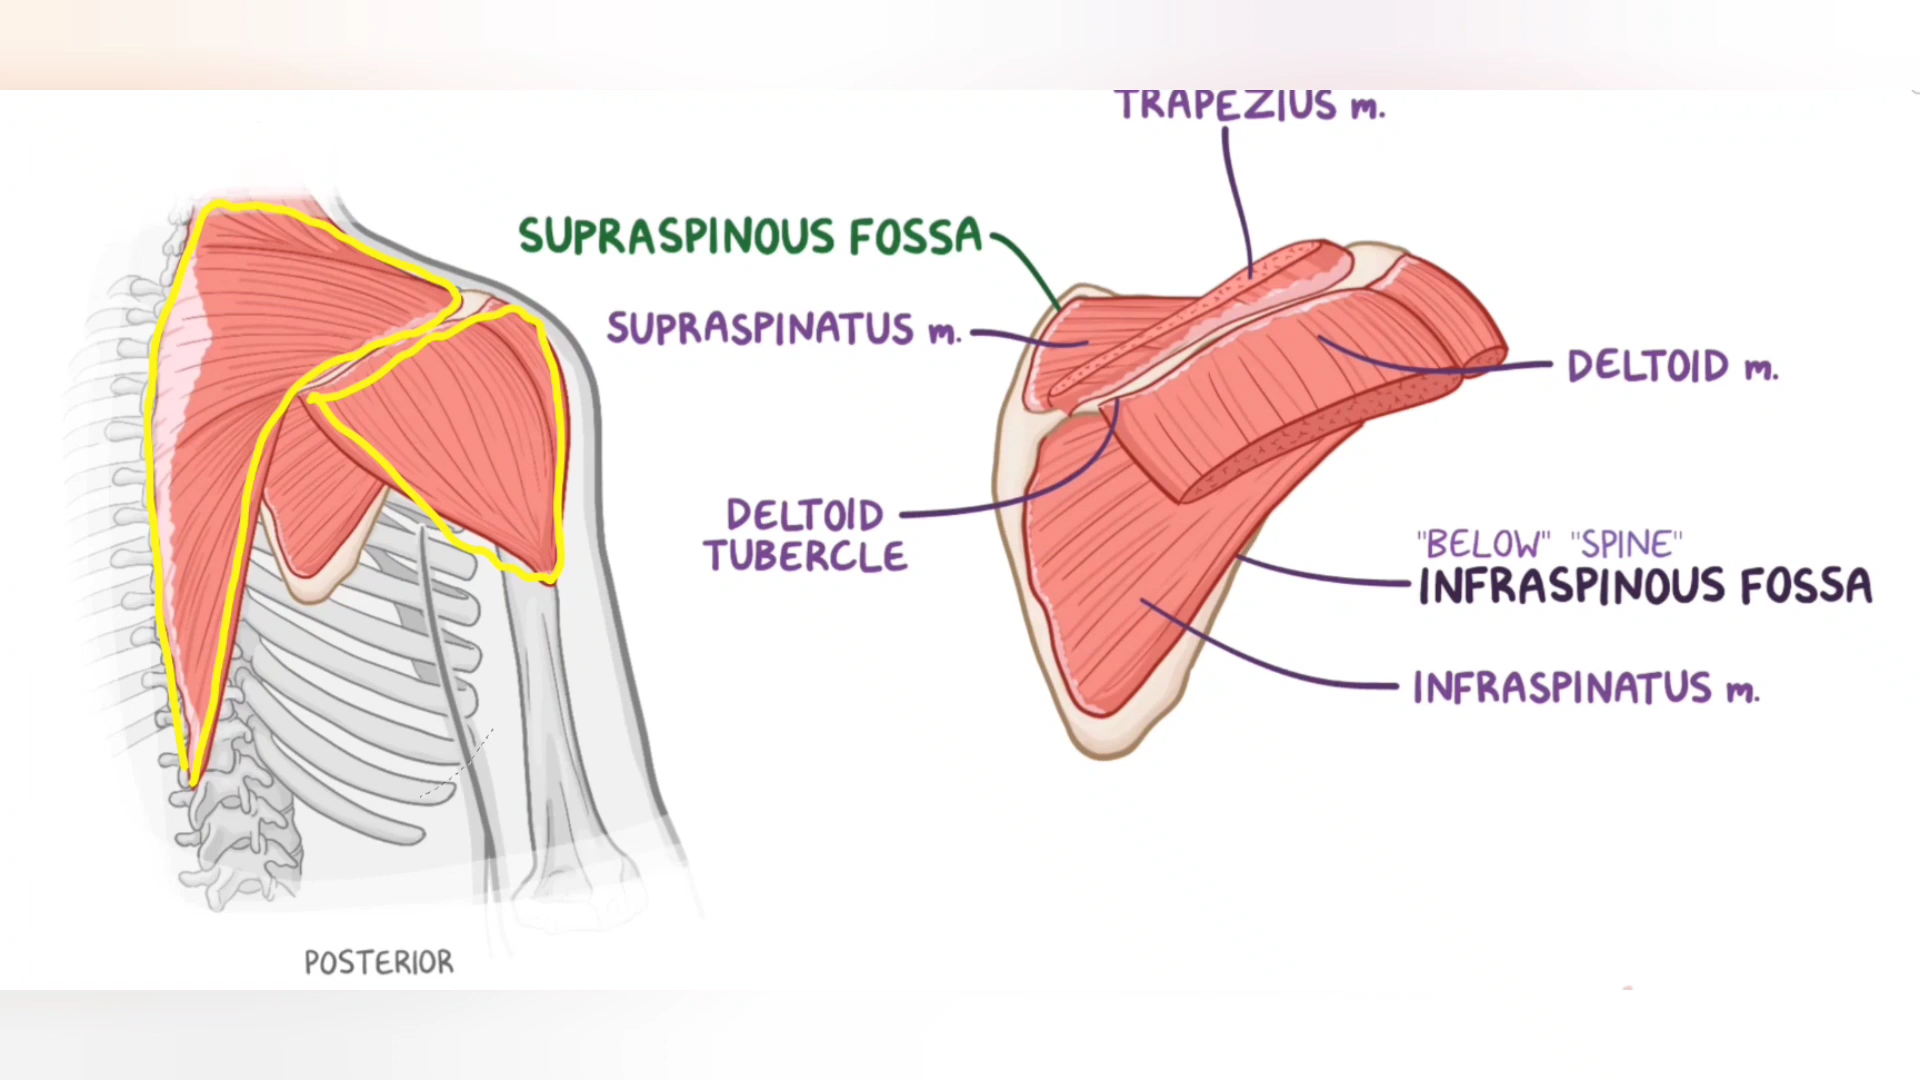 TRAPEZIUS m.
SUPRASPINOUS FOSSA
SUPRASPINATUS m.
DELTOID m.
DELTOID
TUBERCLE
"BELOW" "SPINE"
INFRASPINOUS FOSSA
INFRASPINATUS m.
POSTERIOR